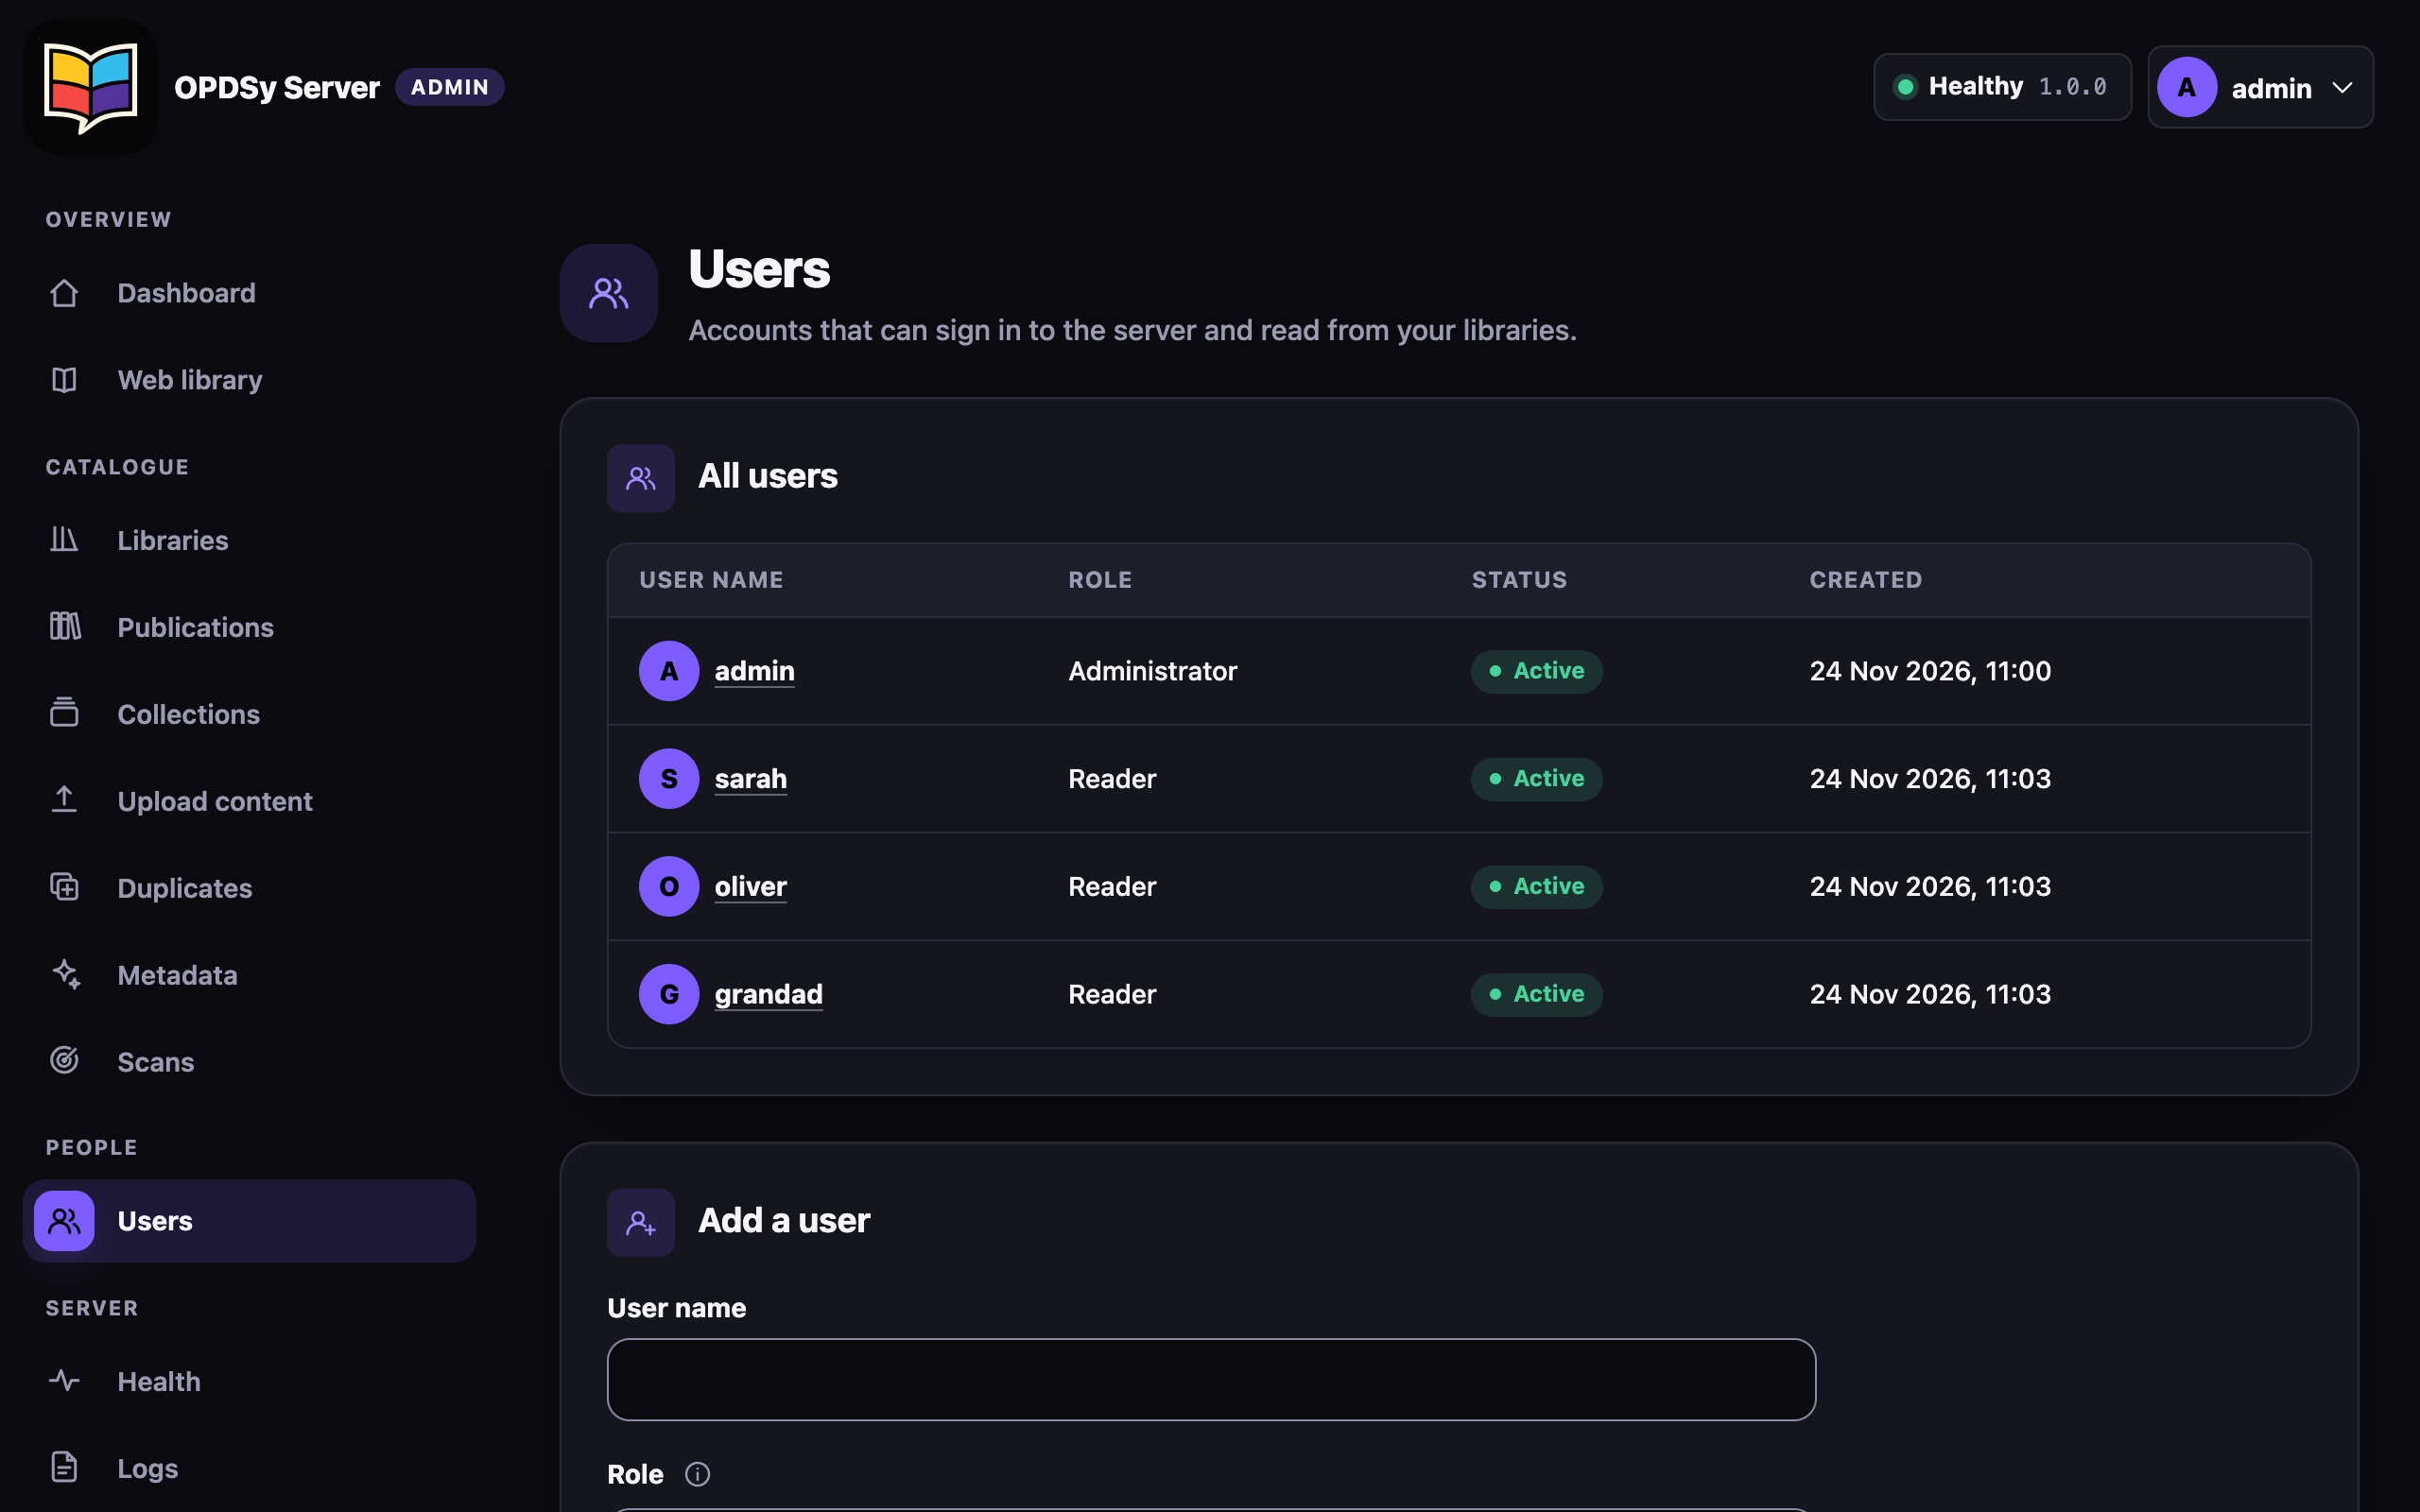 OPDSy Server ADMIN
Healthy 1.0.0
A admin
OVERVIEW
Dashboard
Web library
CATALOGUE
Libraries
Publications
Collections
Upload content
Duplicates
Metadata
Scans
PEOPLE
Users
SERVER
Health
Logs
Users
Accounts that can sign in to the server and read from your libraries.
All users
USER NAME ROLE STATUS CREATED
A admin Administrator Active 24 Nov 2026, 11:00
S sarah Reader Active 24 Nov 2026, 11:03
O oliver Reader Active 24 Nov 2026, 11:03
G grandad Reader Active 24 Nov 2026, 11:03
Add a user
User name
Role